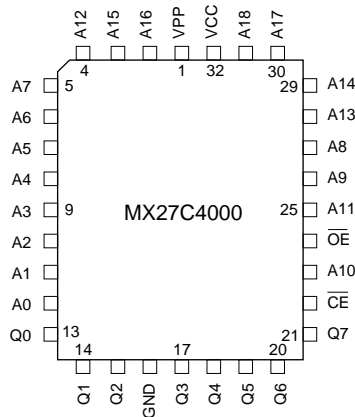 A12 A15 A16 VPP VCC A18 A17
4 1 32 30
A7 5 29 A14
A6 A13
A5 A8
A4 A9
A3 9 MX27C4000 25 A11
A2 OE
A1 A10
A0 CE
Q0 13 21 Q7
14 17 20
Q1 Q2 GND Q3 Q4 Q5 Q6